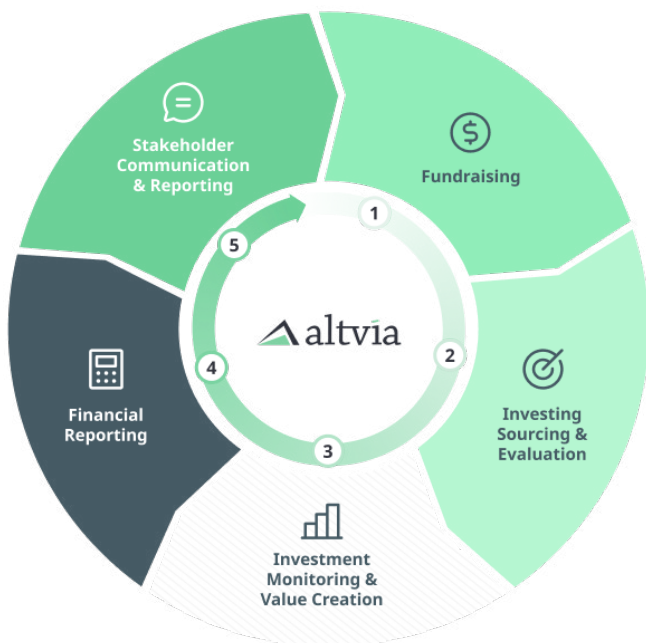 1
Fundraising
2
Investing
Sourcing &
Evaluation
3
Investment
Monitoring &
Value Creation
4
Financial
Reporting
5
Stakeholder
Communication
& Reporting
altvia